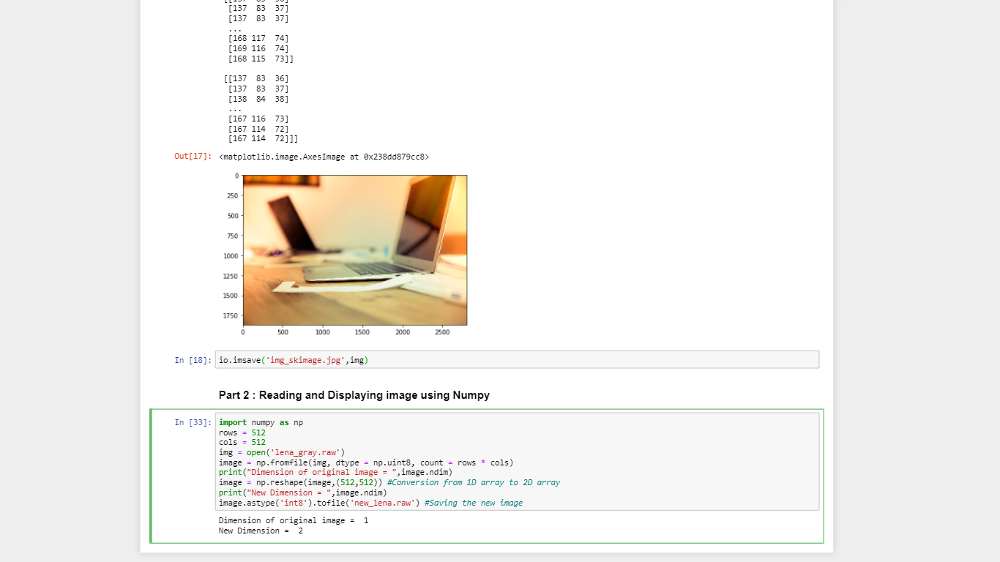 [137  83  37]
[137  83  37]
...
[168 117  74]
[169 116  74]
[168 115  73]]
[[137  83  36]
[137  83  37]
[138  84  38]
...
[167 116  73]
[167 114  72]
[167 114  72]]]
Out[17]: <matplotlib.image.AxesImage at 0x238dd879cc8>
0
250
500
750
1000
1250
1500
1750
0 500 1000 1500 2000 2500
In [18]: io.imsave('img_skimage.jpg',img)
Part 2 : Reading and Displaying image using Numpy
In [33]: import numpy as np
rows = 512
cols = 512
img = open('lena_gray.raw')
image = np.fromfile(img, dtype = np.uint8, count = rows * cols)
print("Dimension of original image = ",image.ndim)
image = np.reshape(image,(512,512)) #Conversion from 1D array to 2D array
print("New Dimension = ",image.ndim)
image.astype('int8').tofile('new_lena.raw') #Saving the new image
Dimension of original image =  1
New Dimension =  2